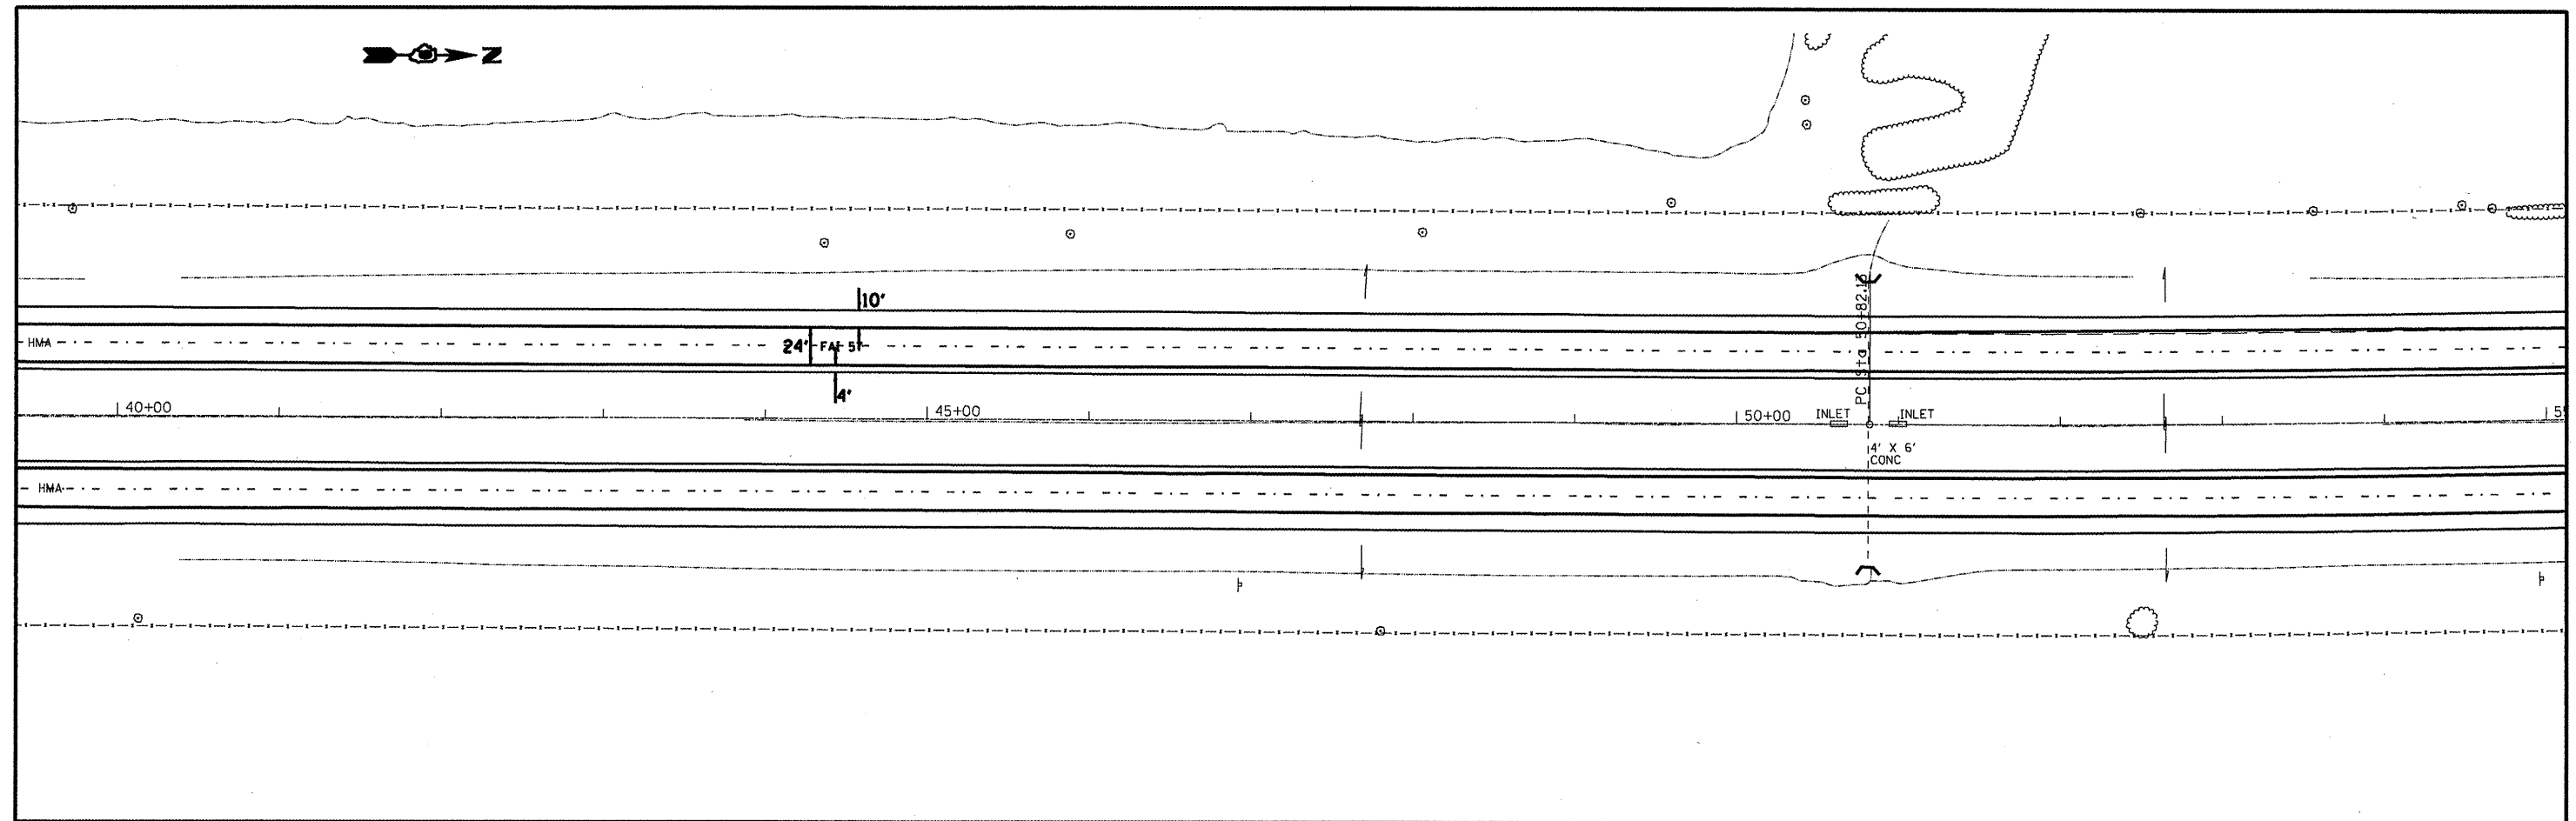 N
10'
HMA
24'
FAI 57
4'
PC Sta 50+82.
40+00
45+00
50+00
INLET
INLET
4' X 6'
CONC
HMA